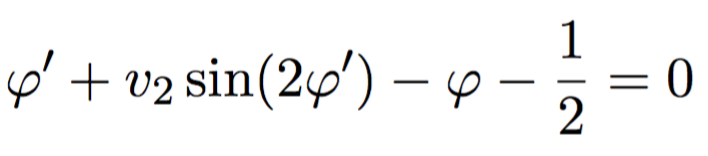 φ′ + v₂ sin(2φ′) − φ − 1/2 = 0